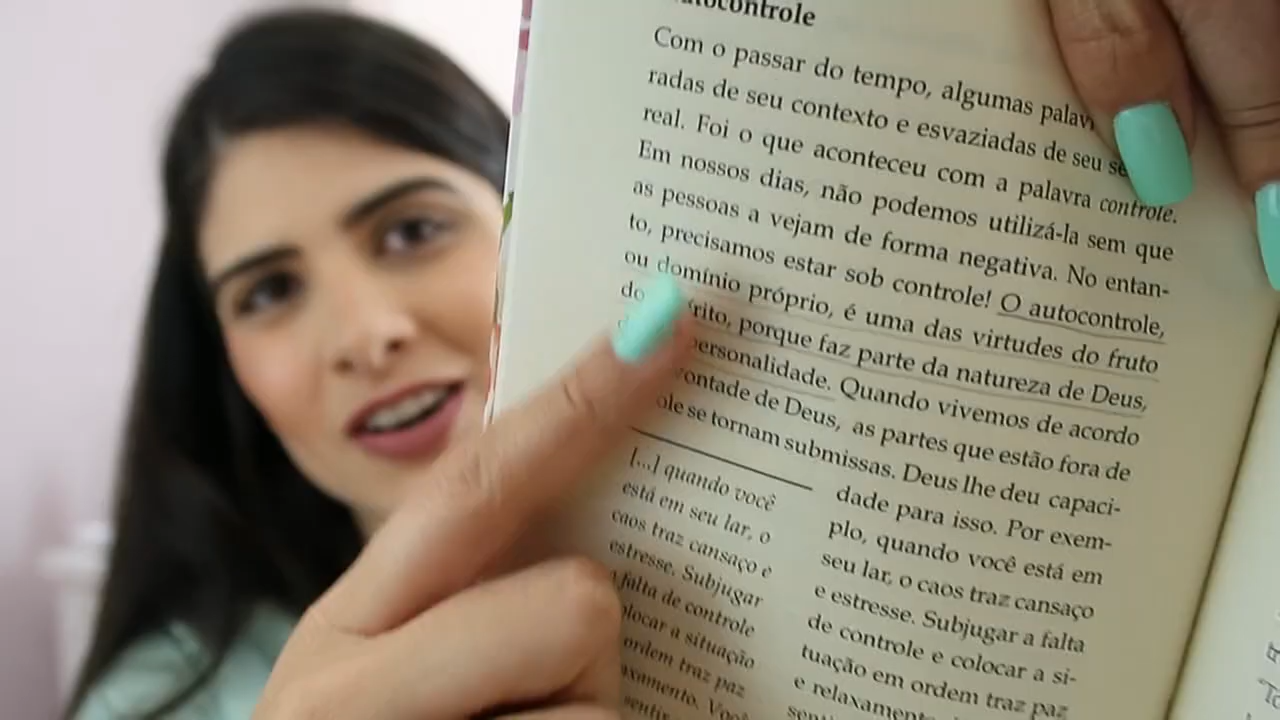 autocontrole
Com o passar do tempo, algumas
radas de seu contexto e esvaziadas de seu
real. Foi o que aconteceu com a palavra controle.
Em nossos dias, não podemos utilizá-la sem que
as pessoas a vejam de forma negativa. No entan-
to, precisamos estar sob controle! O autocontrole,
ou domínio próprio, é uma das virtudes do fruto
porque faz parte da natureza de Deus,
personalidade. Quando vivemos de acordo
vontade de Deus, as partes que estão fora de
se tornam submissas. Deus lhe deu capaci-
dade para isso. Por exem-
plo, quando você está em
seu lar, o caos traz cansaço
e estresse. Subjugar a falta
de controle e colocar a si-
tuação em ordem traz paz
e
[...] quando você
está em seu lar, o
caos traz cansaço e
estresse. Subjugar
a falta de controle
colocar a situação
ordem traz paz